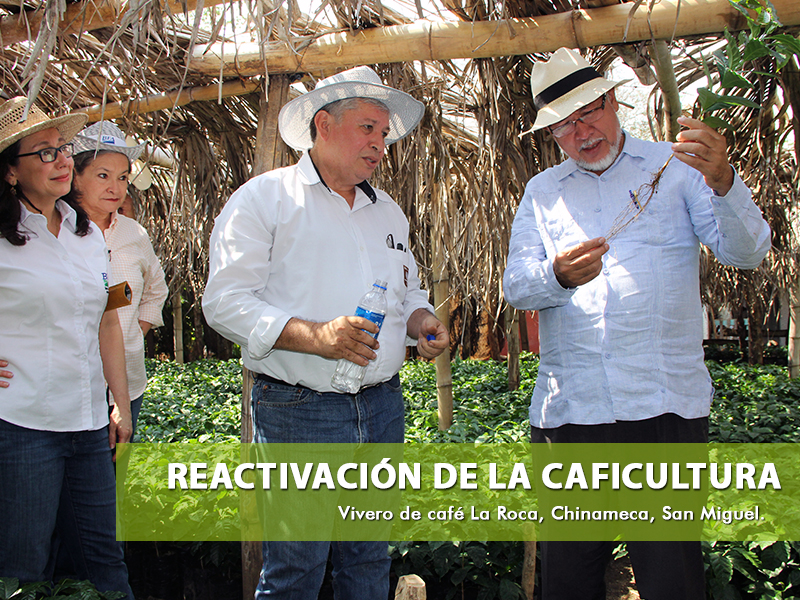 REACTIVACIÓN DE LA CAFICULTURA
Vivero de café La Roca, Chinameca, San Miguel.